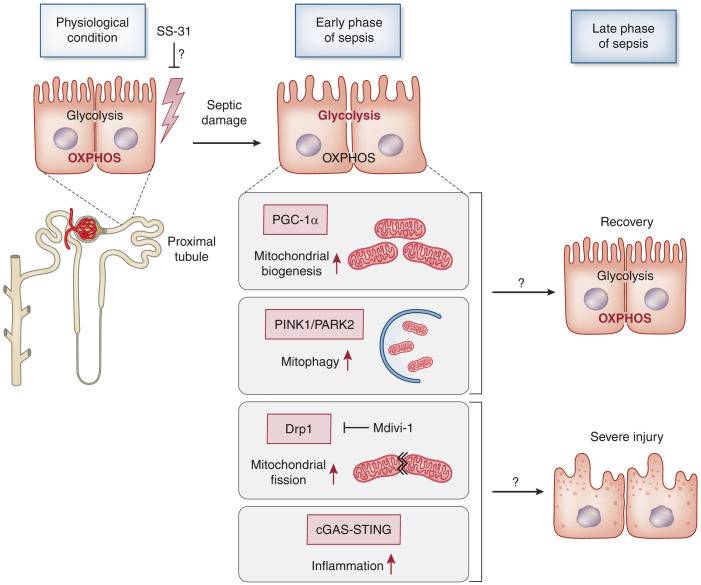 Physiological
condition
SS-31
?
Early phase
of sepsis
Late phase
of sepsis
Glycolysis
OXPHOS
Septic
damage
Glycolysis
OXPHOS
Proximal
tubule
PGC-1α
Mitochondrial
biogenesis
PINK1/PARK2
Mitophagy
?
Recovery
Glycolysis
OXPHOS
Drp1
Mdivi-1
Mitochondrial
fission
cGAS-STING
Inflammation
?
Severe injury